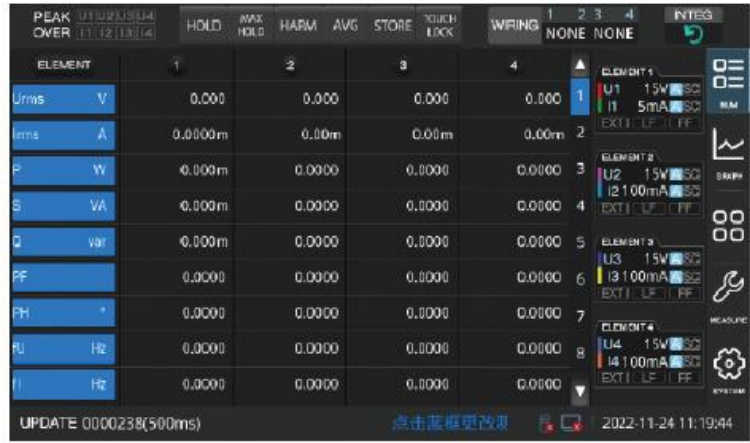 PEAK U1 U2 U3 U4
OVER I1 I2 I3 I4
HOLD
MAX HOLD
HARM
AVG
STORE
TOUCH LOCK
WIRING
1 2 3 4
NONE NONE
INTEG
ELEMENT 1 2 3 4
Urms V 0.000 0.000 0.000 0.000
Irms A 0.0000m 0.00m 0.00m 0.00m
P W 0.000m 0.0000 0.0000 0.0000
S VA 0.000m 0.0000 0.0000 0.0000
Q var 0.000m 0.0000 0.0000 0.0000
PF 0.0000 0.0000 0.0000 0.0000
PH ° 0.0000 0.0000 0.0000 0.0000
fU Hz 0.0000 0.0000 0.0000 0.0000
fI Hz 0.0000 0.0000 0.0000 0.0000
1
2
3
4
5
6
7
8
ELEMENT 1
U1 15V A SC
I1 5mA A SC
EXT I LF FF
ELEMENT 2
U2 15V A SC
I2 100mA A SC
EXT I LF FF
ELEMENT 3
U3 15V A SC
I3 100mA A SC
EXT I LF FF
ELEMENT 4
U4 15V A SC
I4 100mA A SC
EXT I LF FF
NUM
GRAPH
MEASURE
SYSTEM
UPDATE 0000238(500ms)
点击蓝框更改测
2022-11-24 11:19:44